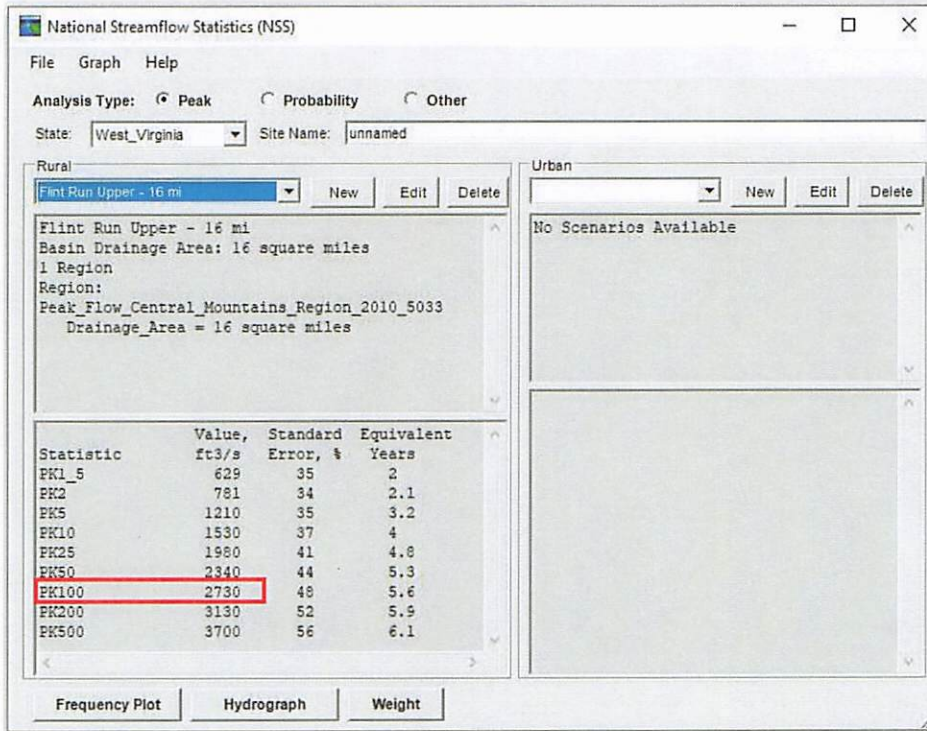 National Streamflow Statistics (NSS)
File Graph Help
Analysis Type: Peak Probability Other
State: West_Virginia Site Name: unnamed
Rural
Flint Run Upper - 16 mi New Edit Delete
Flint Run Upper - 16 mi
Basin Drainage Area: 16 square miles
1 Region
Region:
Peak_Flow_Central_Mountains_Region_2010_5033
Drainage_Area = 16 square miles
Value, Standard Equivalent
Statistic ft3/s Error, % Years
PK1_5 629 35 2
PK2 781 34 2.1
PK5 1210 35 3.2
PK10 1530 37 4
PK25 1980 41 4.8
PK50 2340 44 5.3
PK100 2730 48 5.6
PK200 3130 52 5.9
PK500 3700 56 6.1
Urban
New Edit Delete
No Scenarios Available
Frequency Plot Hydrograph Weight